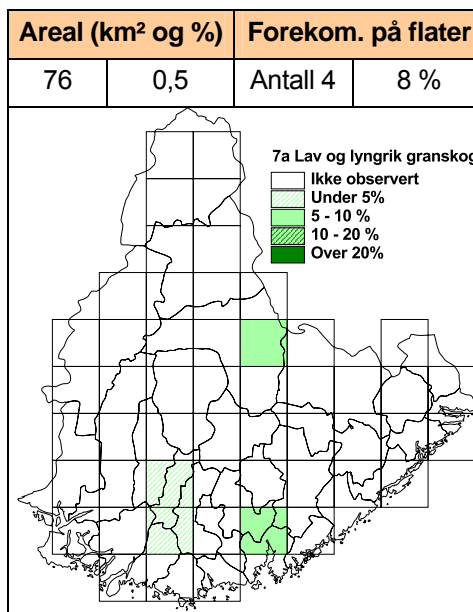 Areal (km² og %) Forekom. på flater
76 0,5 Antall 4 8 %
7a Lav og lyngrik granskog
Ikke observert
Under 5%
5 - 10 %
10 - 20 %
Over 20%